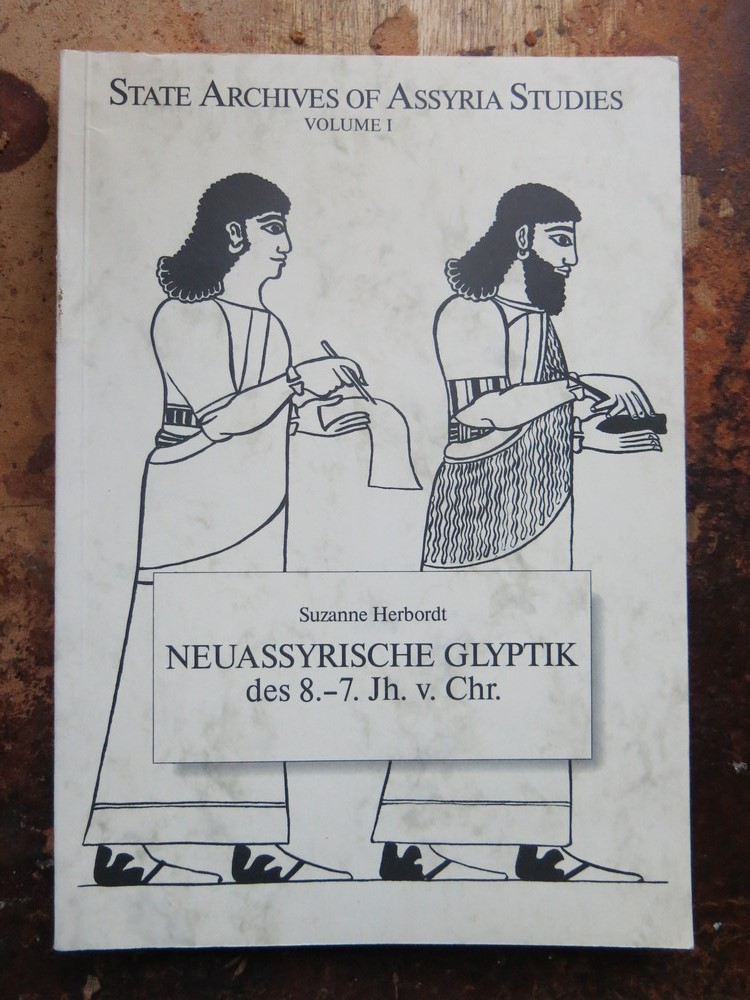 STATE ARCHIVES OF ASSYRIA STUDIES
VOLUME I
Suzanne Herbordt
NEUASSYRISCHE GLYPTIK
des 8.–7. Jh. v. Chr.